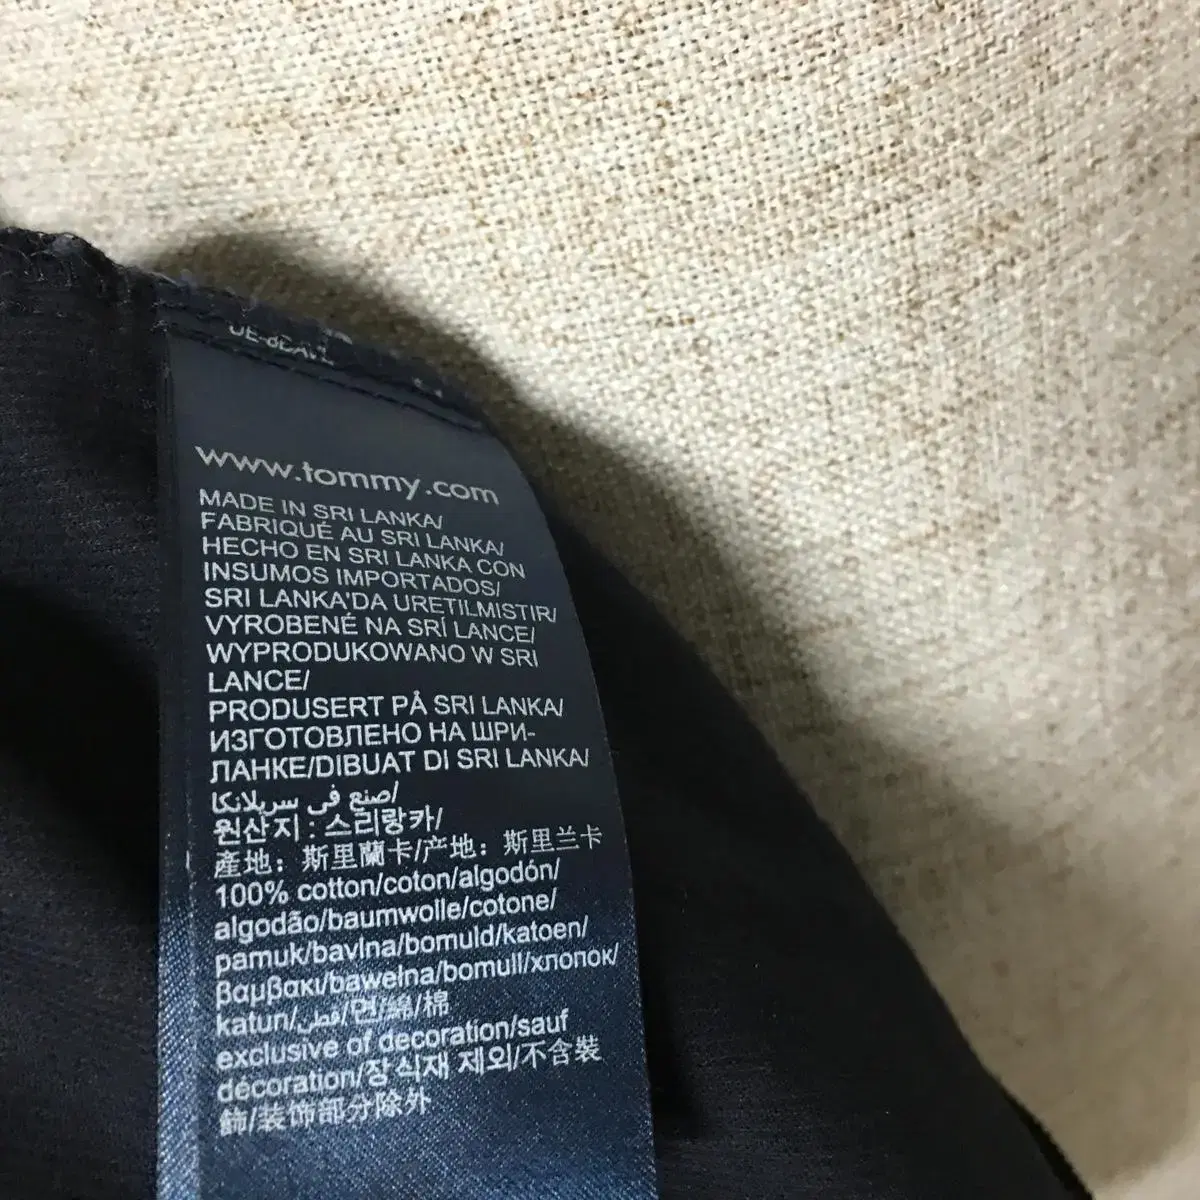 www.tommy.com
MADE IN SRI LANKA/
FABRIQUÉ AU SRI LANKA/
HECHO EN SRI LANKA CON
INSUMOS IMPORTADOS/
SRI LANKA'DA URETILMISTIR/
VYROBENÉ NA SRÍ LANCE/
WYPRODUKOWANO W SRI
LANCE/
PRODUSERT PÅ SRI LANKA/
ИЗГОТОВЛЕНО НА ШРИ-
ЛАНКЕ/DIBUAT DI SRI LANKA/
صنع في سريلانكا/
원산지 : 스리랑카/
產地：斯里蘭卡/产地：斯里兰卡
100% cotton/coton/algodón/
algodão/baumwolle/cotone/
pamuk/bavlna/bomuld/katoen/
βαμβακι/bawełna/bomull/хлопок/
katun/قطن/면/綿/棉
exclusive of decoration/sauf
décoration/장식재 제외/不含裝
飾/装饰部分除外